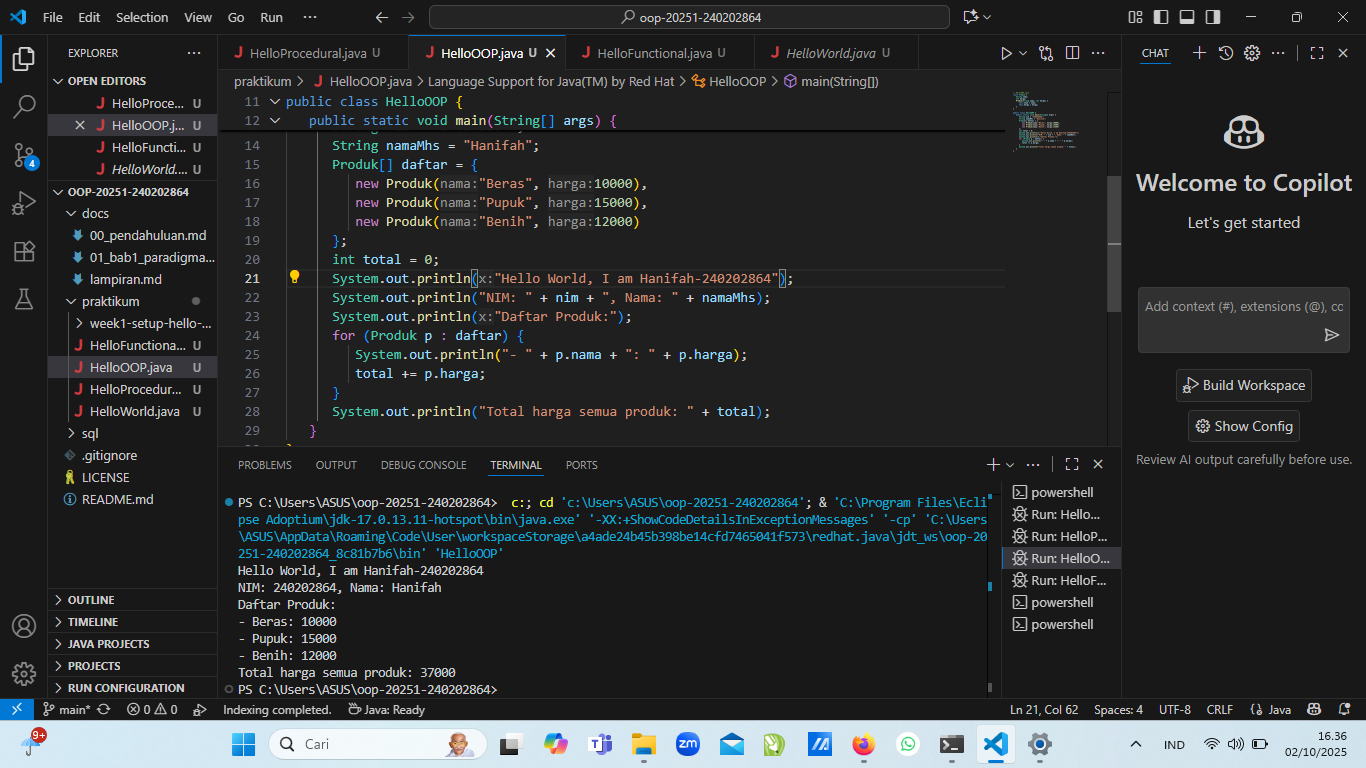 File Edit Selection View Go Run ··· oop-20251-240202864
EXPLORER ···
OPEN EDITORS
HelloProce... U
HelloOOP.j... U
HelloFuncti... U
HelloWorld.... U
OOP-20251-240202864
docs
00_pendahuluan.md
01_bab1_paradigma...
lampiran.md
praktikum
week1-setup-hello-...
HelloFunctiona... U
HelloOOP.java U
HelloProcedur... U
HelloWorld.java U
sql
.gitignore
LICENSE
README.md
OUTLINE
TIMELINE
JAVA PROJECTS
PROJECTS
RUN CONFIGURATION
4
HelloProcedural.java U HelloOOP.java U HelloFunctional.java U HelloWorld.java U
praktikum > HelloOOP.java > Language Support for Java(TM) by Red Hat > HelloOOP > main(String[])
11 public class HelloOOP {
12 public static void main(String[] args) {
14 String namaMhs = "Hanifah";
15 Produk[] daftar = {
16 new Produk(nama:"Beras", harga:10000),
17 new Produk(nama:"Pupuk", harga:15000),
18 new Produk(nama:"Benih", harga:12000)
19 };
20 int total = 0;
21 System.out.println(x:"Hello World, I am Hanifah-240202864");
22 System.out.println("NIM: " + nim + ", Nama: " + namaMhs);
23 System.out.println(x:"Daftar Produk:");
24 for (Produk p : daftar) {
25 System.out.println("- " + p.nama + ": " + p.harga);
26 total += p.harga;
27 }
28 System.out.println("Total harga semua produk: " + total);
29 }
PROBLEMS OUTPUT DEBUG CONSOLE TERMINAL PORTS
PS C:\Users\ASUS\oop-20251-240202864> c:; cd 'c:\Users\ASUS\oop-20251-240202864'; & 'C:\Program Files\Ecli
pse Adoptium\jdk-17.0.13.11-hotspot\bin\java.exe' '-XX:+ShowCodeDetailsInExceptionMessages' '-cp' 'C:\Users
\ASUS\AppData\Roaming\Code\User\workspaceStorage\a4ade24b45b398be14cfd7465041f573\redhat.java\jdt_ws\oop-20
251-240202864_8c81b7b6\bin' 'HelloOOP'
Hello World, I am Hanifah-240202864
NIM: 240202864, Nama: Hanifah
Daftar Produk:
- Beras: 10000
- Pupuk: 15000
- Benih: 12000
Total harga semua produk: 37000
PS C:\Users\ASUS\oop-20251-240202864>
powershell
Run: Hello...
Run: HelloP...
Run: HelloO...
Run: HelloF...
powershell
powershell
CHAT
Welcome to Copilot
Let's get started
Add context (#), extensions (@), cc
Build Workspace
Show Config
Review AI output carefully before use.
main* 0 0 Indexing completed. Java: Ready Ln 21, Col 62 Spaces: 4 UTF-8 CRLF Java
9+ Cari zm IND 16.36
02/10/2025